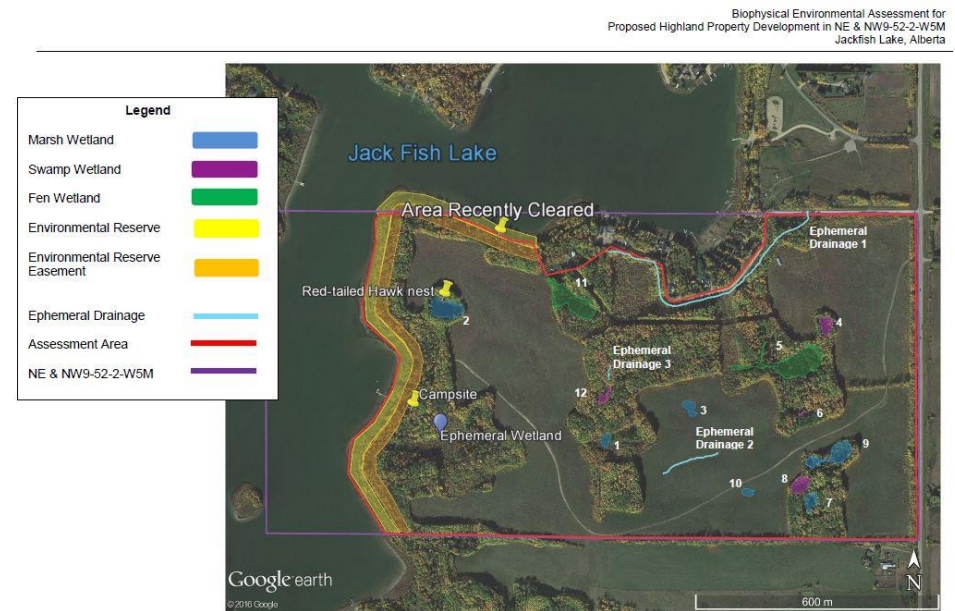 Biophysical Environmental Assessment for
Proposed Highland Property Development in NE & NW9-52-2-W5M
Jackfish Lake, Alberta
Legend
Marsh Wetland
Swamp Wetland
Fen Wetland
Environmental Reserve
Environmental Reserve
Easement
Ephemeral Drainage
Assessment Area
NE & NW9-52-2-W5M
Jack Fish Lake
Area Recently Cleared
Ephemeral
Drainage 1
11
Red-tailed Hawk nest
2
4
5
Ephemeral
Drainage 3
12
Campsite
3
6
Ephemeral Wetland
1
Ephemeral
Drainage 2
9
10
8
7
N
Google earth
© 2016 Google
600 m